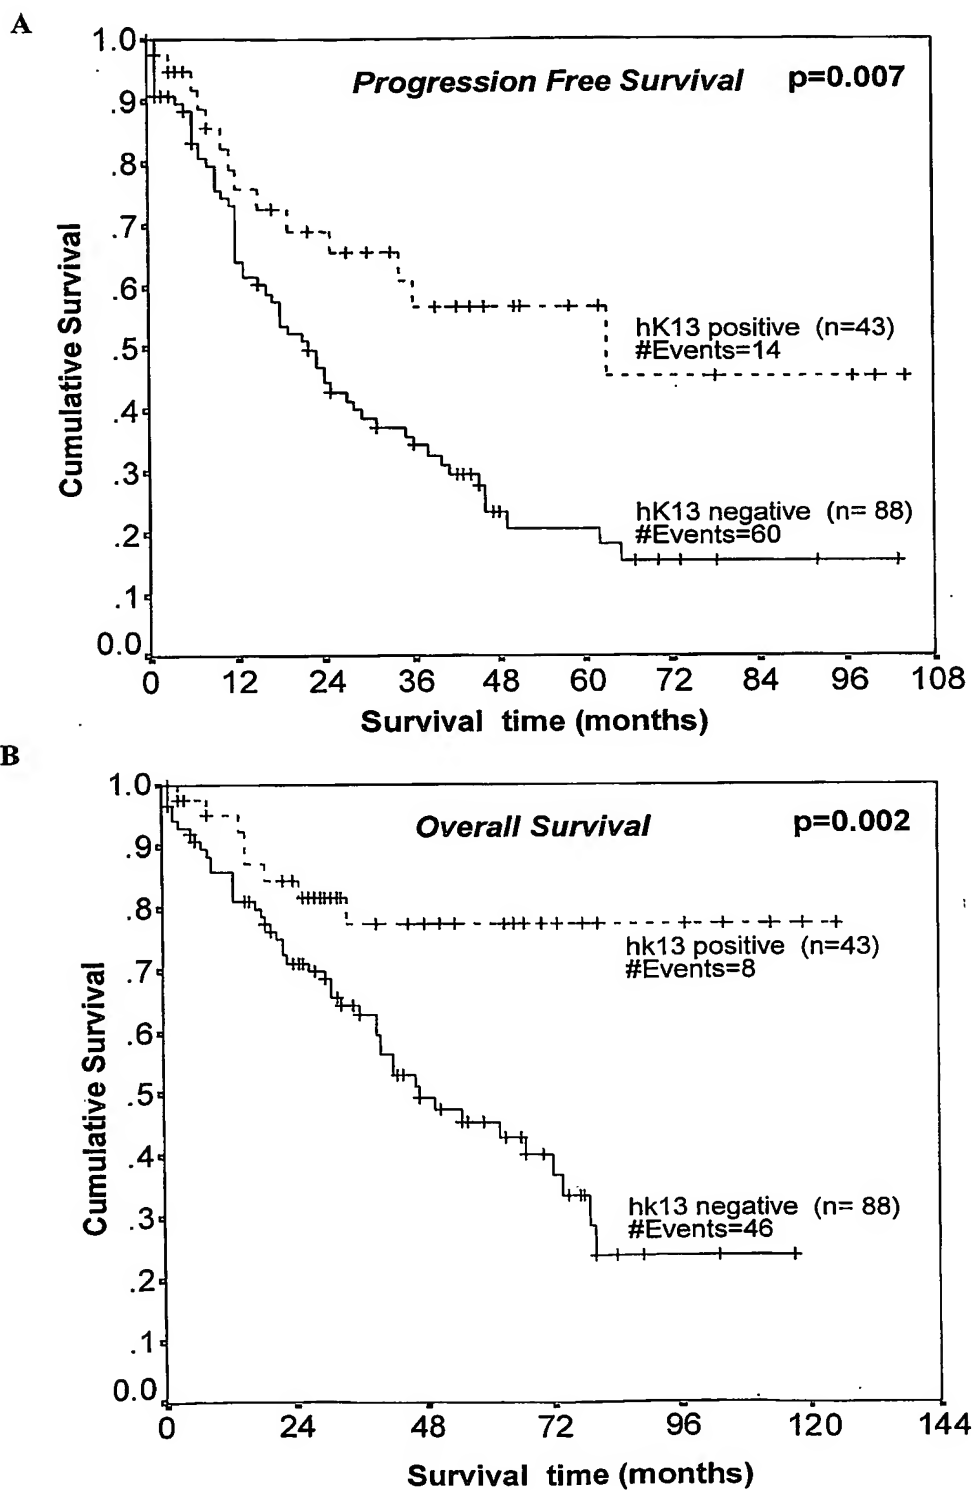 A
1.0
Progression Free Survival p=0.007
.9
.8
.7
.6
hK13 positive (n=43)
#Events=14
.5
.4
.3
hK13 negative (n= 88)
#Events=60
.2
.1
0.0
Cumulative Survival
0 12 24 36 48 60 72 84 96 108
Survival time (months)
B
1.0
Overall Survival p=0.002
.9
.8
hk13 positive (n=43)
#Events=8
.7
.6
.5
.4
.3
hk13 negative (n= 88)
#Events=46
.2
.1
0.0
Cumulative Survival
0 24 48 72 96 120 144
Survival time (months)